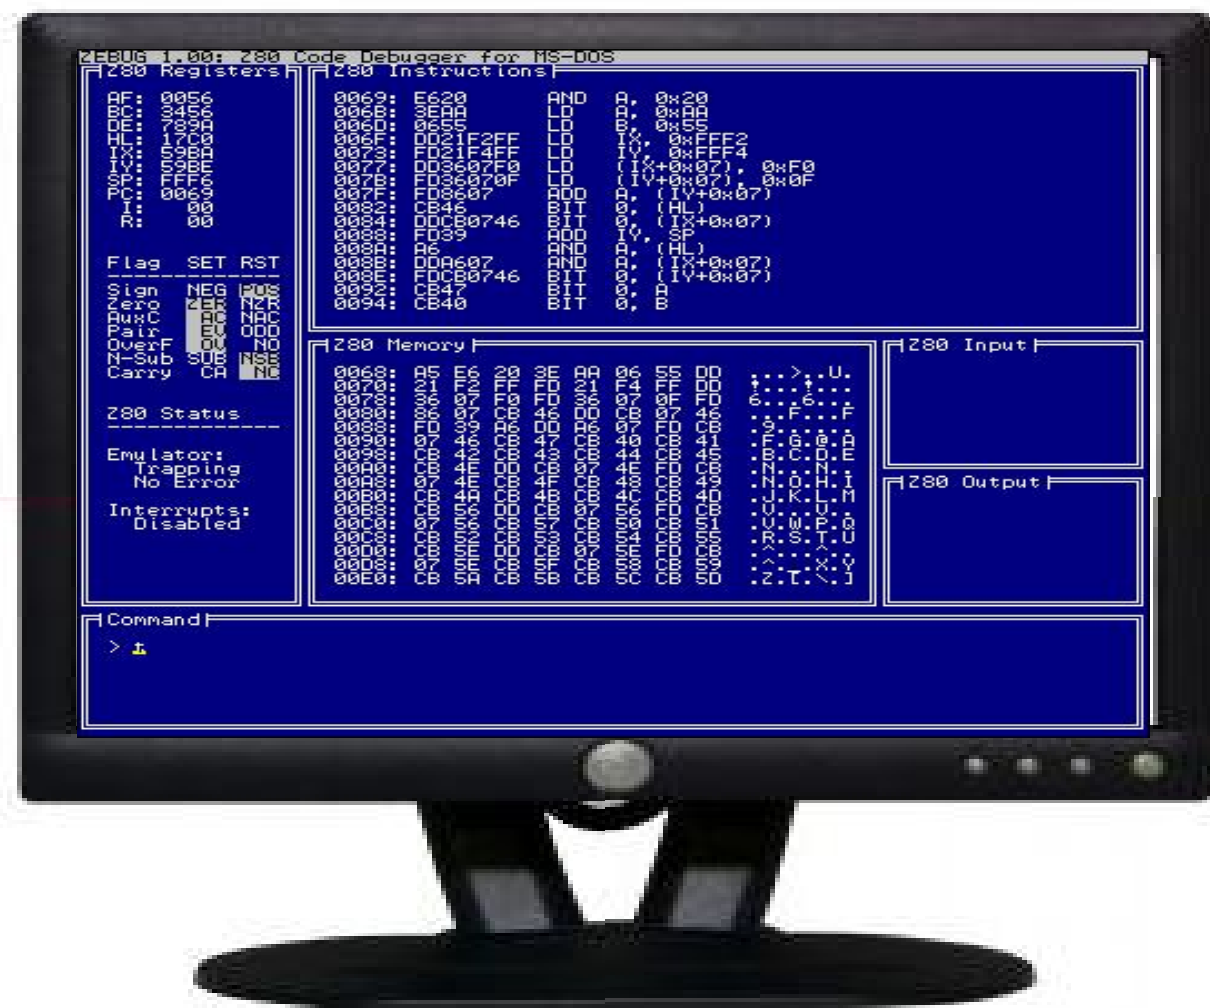 ZEBUG 1.00: Z80 Code Debugger for MS-DOS
Z80 Registers
AF: 0056
BC: 3456
DE: 789A
HL: 17C0
IX: 59BA
IY: 59BE
SP: FFF6
PC: 0069
I: 00
R: 00
Flag SET RST
Sign NEG POS
Zero ZER NZR
AuxC AC NAC
Pair EV ODD
OverF OV NO
N-Sub SUB NSB
Carry CA NC
Z80 Status
Emulator:
Trapping
No Error
Interrupts:
Disabled
Z80 Instructions
0069: E620 AND A, 0x20
006B: 3EAA LD A, 0xAA
006D: 0655 LD B, 0x55
006F: DD21F2FF LD IX, 0xFFF2
0073: FD21F4FF LD IY, 0xFFF4
0077: DD3607F0 LD (IX+0x07), 0xF0
007B: FD36070F LD (IY+0x07), 0x0F
007F: FD8607 ADD A, (IY+0x07)
0082: CB46 BIT 0, (HL)
0084: DDCB0746 BIT 0, (IX+0x07)
0088: FD39 ADD IY, SP
008A: A6 AND A, (HL)
008B: DDA607 AND A, (IX+0x07)
008E: FDCB0746 BIT 0, (IY+0x07)
0092: CB47 BIT 0, A
0094: CB40 BIT 0, B
Z80 Memory
0068: A5 E6 20 3E AA 06 55 DD ...>..U.
0070: 21 F2 FF FD 21 F4 FF DD !...!...
0078: 36 07 F0 FD 36 07 0F FD 6...6...
0080: 86 07 CB 46 DD CB 07 46 ...F...F
0088: FD 39 A6 DD A6 07 FD CB .9......
0090: 07 46 CB 47 CB 40 CB 41 .F.G.@.A
0098: CB 42 CB 43 CB 44 CB 45 .B.C.D.E
00A0: CB 4E DD CB 07 4E FD CB .N...N..
00A8: 07 4E CB 4F CB 48 CB 49 .N.O.H.I
00B0: CB 4A CB 4B CB 4C CB 4D .J.K.L.M
00B8: CB 56 DD CB 07 56 FD CB .V...V..
00C0: 07 56 CB 57 CB 50 CB 51 .V.W.P.Q
00C8: CB 52 CB 53 CB 54 CB 55 .R.S.T.U
00D0: CB 5E DD CB 07 5E FD CB .^...^..
00D8: 07 5E CB 5F CB 58 CB 59 .^._.X.Y
00E0: CB 5A CB 5B CB 5C CB 5D .Z.[.\.]
Z80 Input
Z80 Output
Command
> t